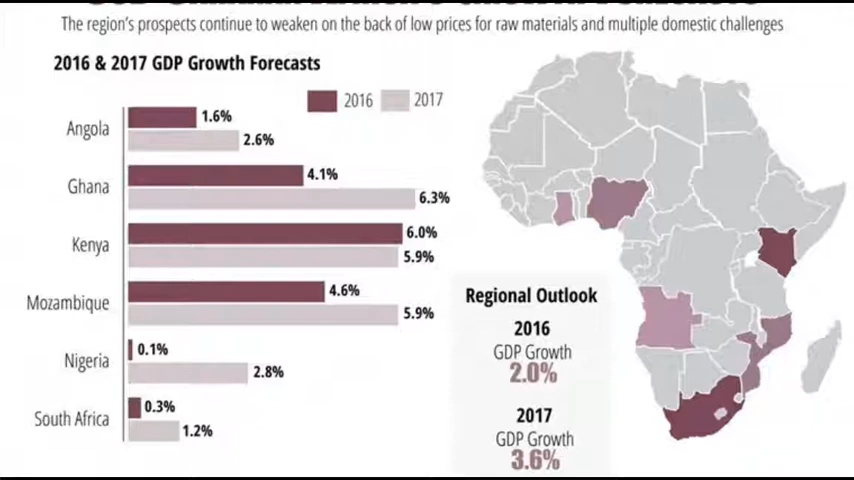 The region's prospects continue to weaken on the back of low prices for raw materials and multiple domestic challenges
2016 & 2017 GDP Growth Forecasts
2016 2017
Angola 1.6%
2.6%
Ghana 4.1%
6.3%
Kenya 6.0%
5.9%
Mozambique 4.6%
5.9%
Nigeria 0.1%
2.8%
South Africa 0.3%
1.2%
Regional Outlook
2016
GDP Growth
2.0%
2017
GDP Growth
3.6%